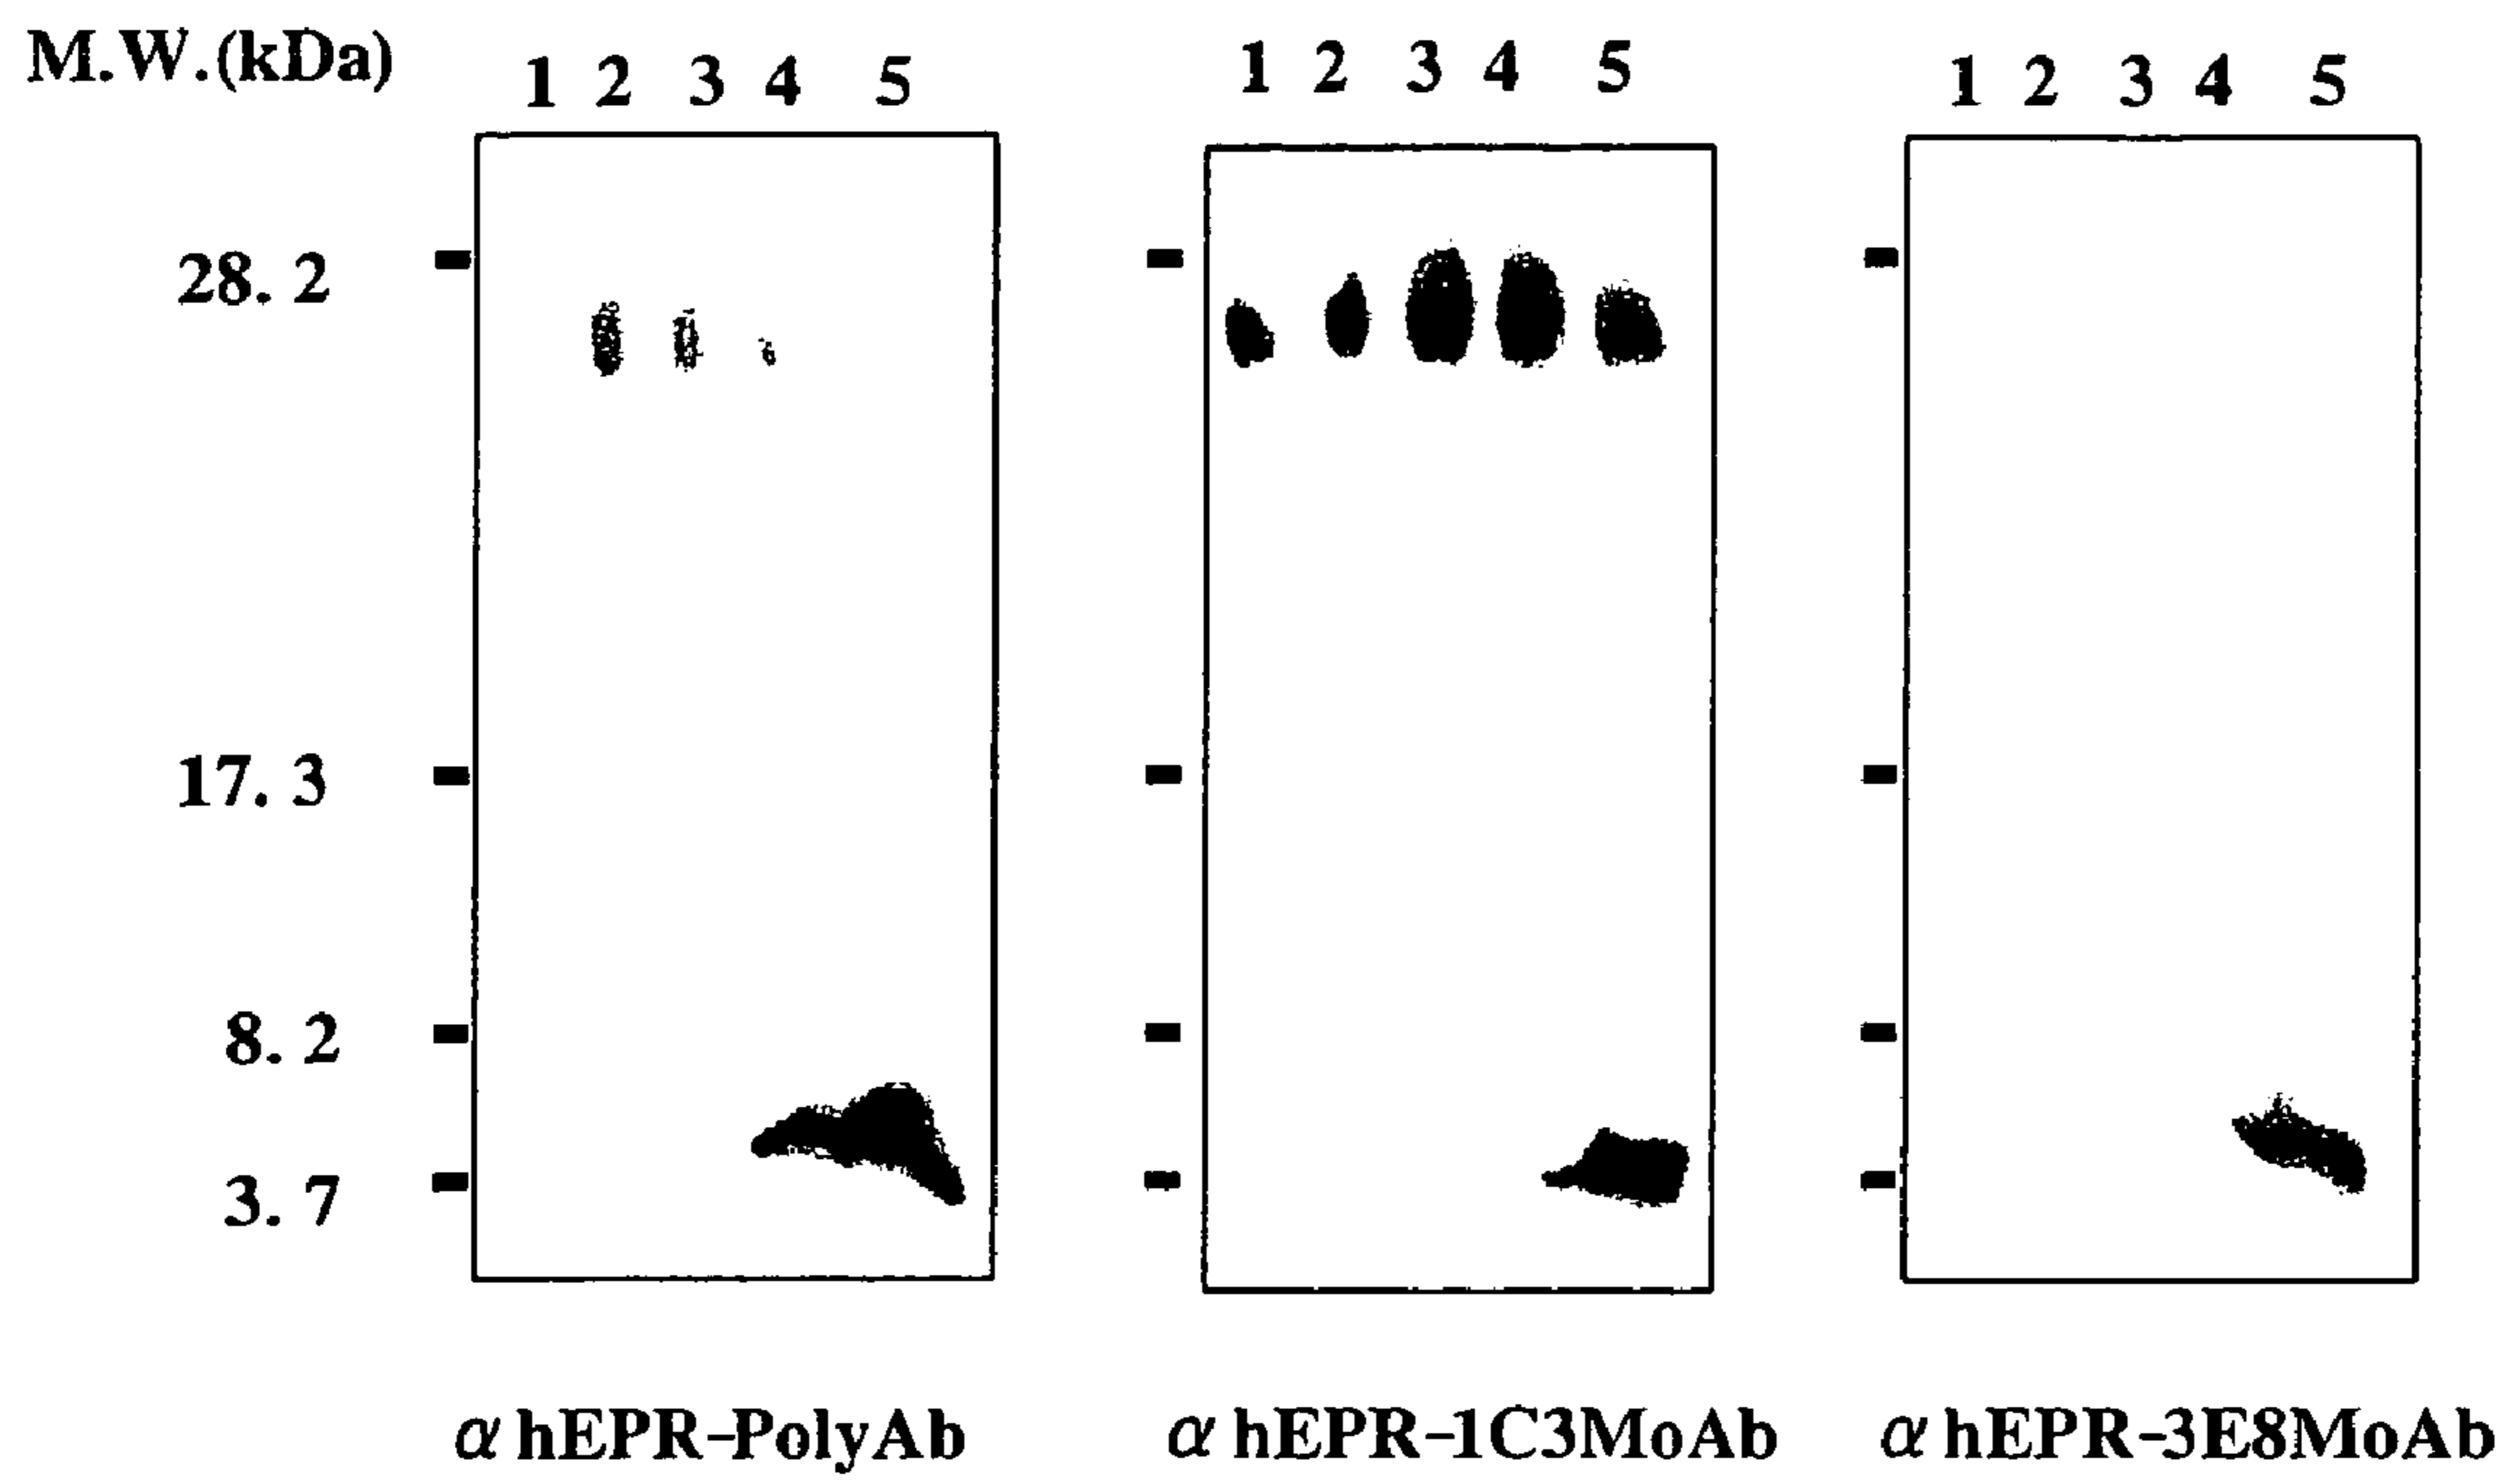 M.W.(kDa)
1 2 3 4 5
1 2 3 4 5
1 2 3 4 5
28.2
17.3
8.2
3.7
α hEPR-PolyAb
α hEPR-1C3MoAb
α hEPR-3E8MoAb